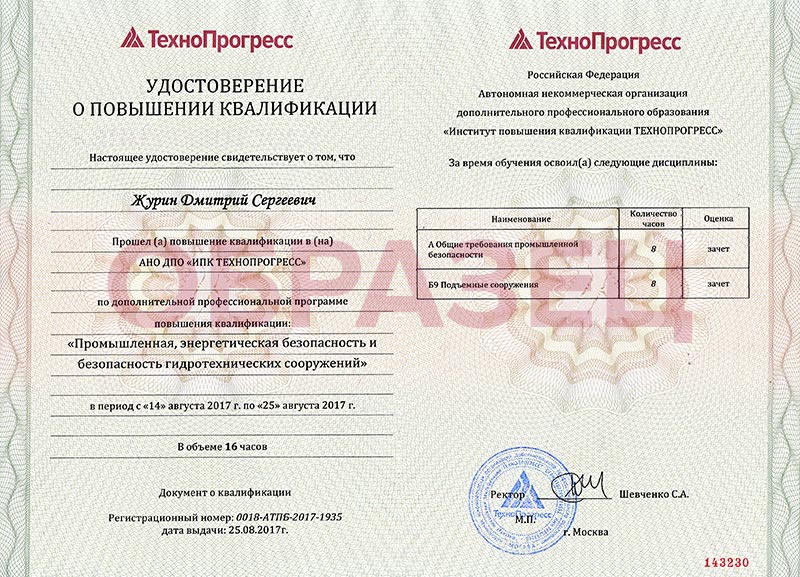 ТехноПрогресс
УДОСТОВЕРЕНИЕ
О ПОВЫШЕНИИ КВАЛИФИКАЦИИ
Настоящее удостоверение свидетельствует о том, что
Журин Дмитрий Сергеевич
Прошел (а) повышение квалификации в (на)
АНО ДПО «ИПК ТЕХНОПРОГРЕСС»
по дополнительной профессиональной программе
повышения квалификации:
«Промышленная, энергетическая безопасность и
безопасность гидротехнических сооружений»
в период с «14» августа 2017 г. по «25» августа 2017 г.
В объеме 16 часов
Документ о квалификации
Регистрационный номер: 0018-АТПБ-2017-1935
дата выдачи: 25.08.2017г.
ТехноПрогресс
Российская Федерация
Автономная некоммерческая организация
дополнительного профессионального образования
«Институт повышения квалификации ТЕХНОПРОГРЕСС»
За время обучения освоил(а) следующие дисциплины:
Наименование Количество часов Оценка
А Общие требования промышленной безопасности 8 зачет
Б9 Подъемные сооружения 8 зачет
ОБРАЗЕЦ
Ректор Шевченко С.А.
ТехноПрогресс
М.П.
г. Москва
143230